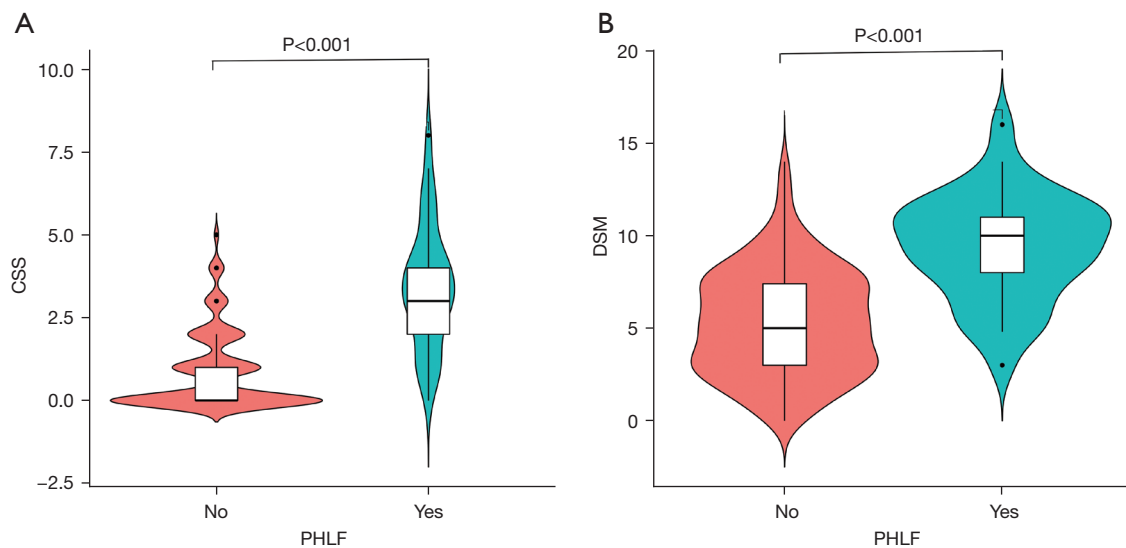 A
P<0.001
10.0
7.5
5.0
2.5
0.0
−2.5
CSS
No
Yes
PHLF
B
P<0.001
20
15
10
5
0
DSM
No
Yes
PHLF